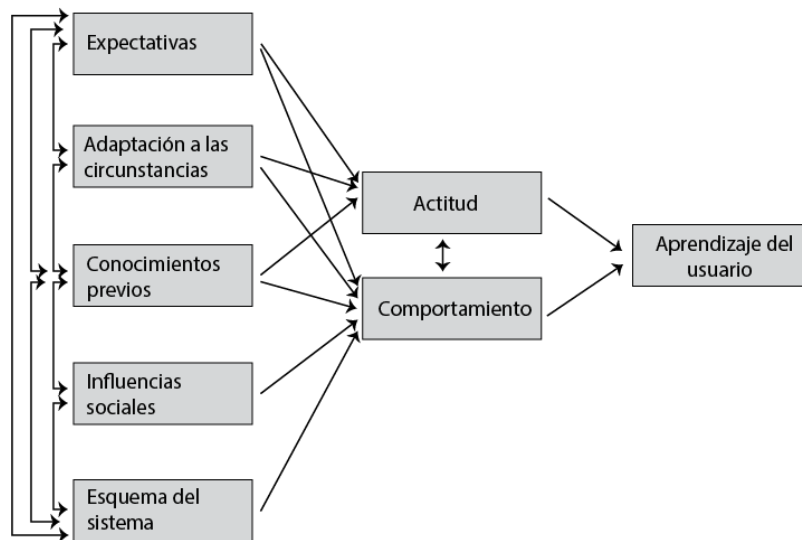 Expectativas
Adaptación a las
circunstancias
Conocimientos
previos
Influencias
sociales
Esquema del
sistema
Actitud
Comportamiento
Aprendizaje del
usuario